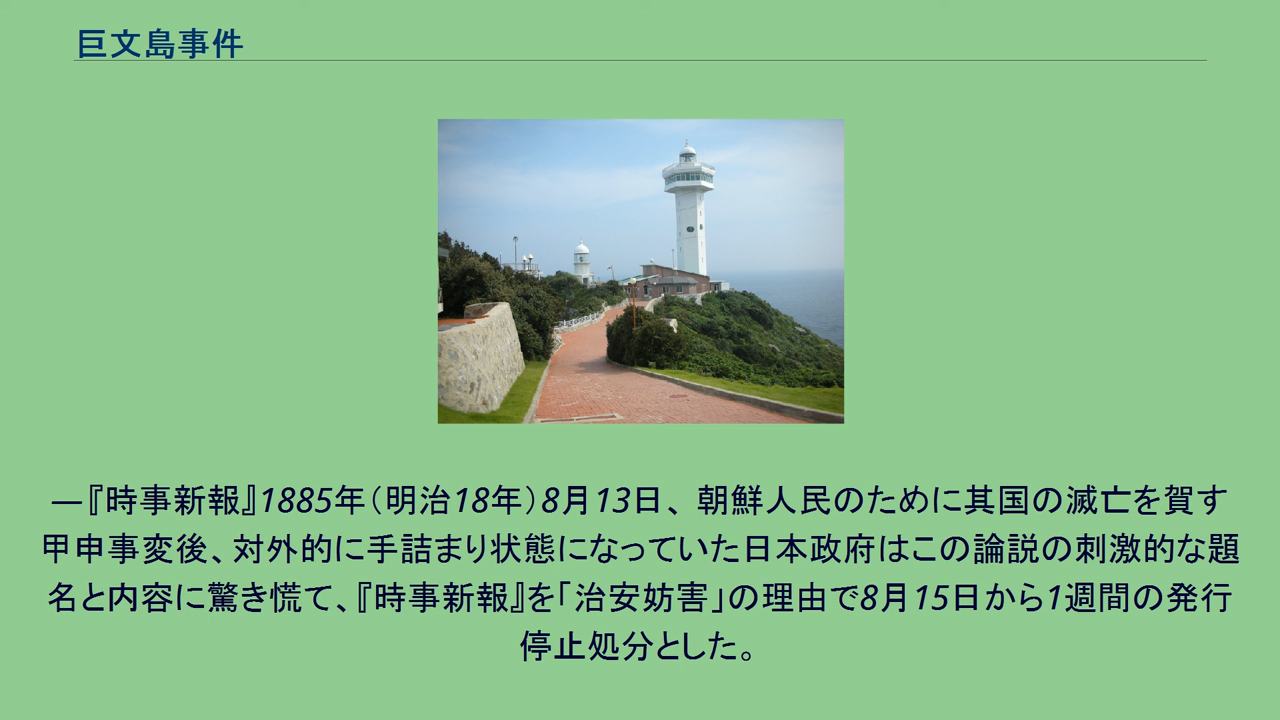 巨文島事件
―『時事新報』1885年（明治18年）8月13日、 朝鮮人民のために其国の滅亡を賀す
甲申事変後、対外的に手詰まり状態になっていた日本政府はこの論説の刺激的な題
名と内容に驚き慌て、『時事新報』を「治安妨害」の理由で8月15日から1週間の発行
停止処分とした。